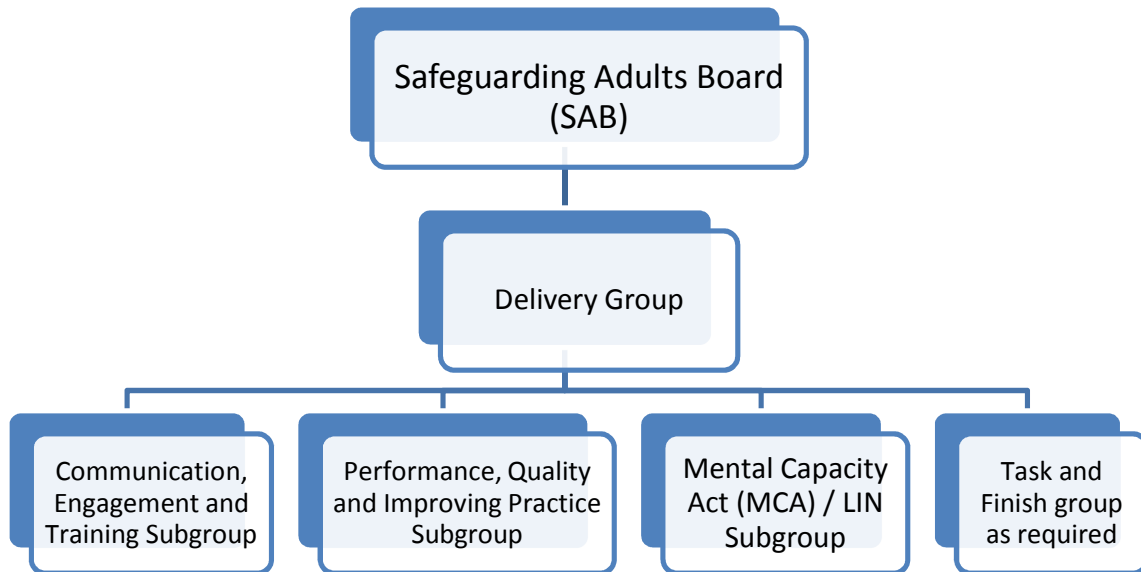 Safeguarding Adults Board
(SAB)
Delivery Group
Communication,
Engagement and
Training Subgroup
Performance, Quality
and Improving Practice
Subgroup
Mental Capacity
Act (MCA) / LIN
Subgroup
Task and
Finish group
as required